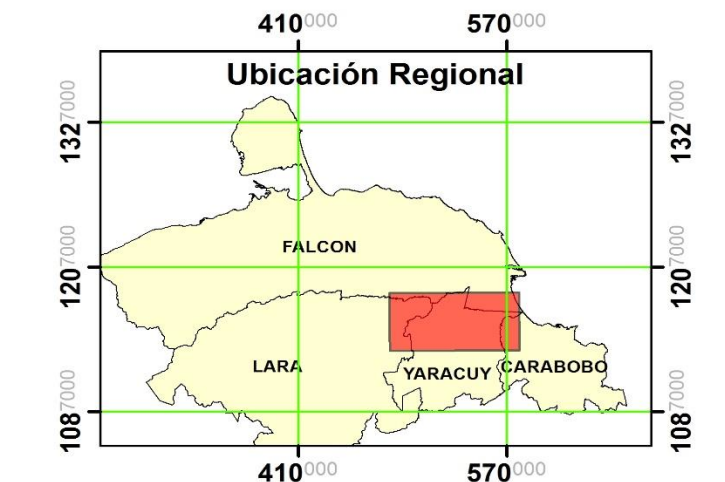 410000 570000
Ubicación Regional
1327000 1327000
FALCON
1207000 1207000
LARA YARACUY CARABOBO
1087000 1087000
410000 570000